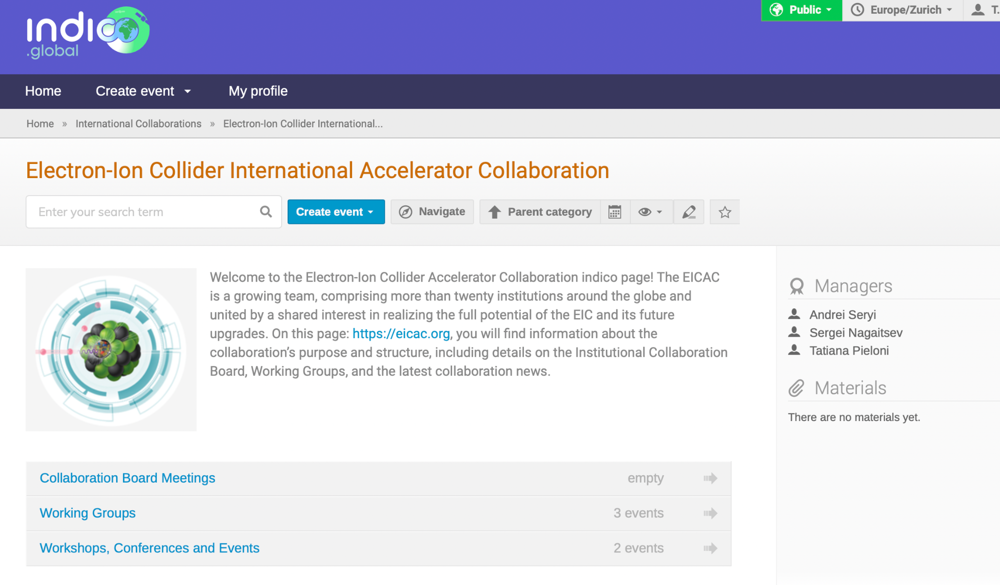 indico
.global
Public
Europe/Zurich
T.
Home
Create event
My profile
Home » International Collaborations » Electron-Ion Collider International...
Electron-Ion Collider International Accelerator Collaboration
Enter your search term
Create event
Navigate
Parent category
Welcome to the Electron-Ion Collider Accelerator Collaboration indico page! The EICAC
is a growing team, comprising more than twenty institutions around the globe and
united by a shared interest in realizing the full potential of the EIC and its future
upgrades. On this page: https://eicac.org, you will find information about the
collaboration’s purpose and structure, including details on the Institutional Collaboration
Board, Working Groups, and the latest collaboration news.
Managers
Andrei Seryi
Sergei Nagaitsev
Tatiana Pieloni
Materials
There are no materials yet.
Collaboration Board Meetings empty
Working Groups 3 events
Workshops, Conferences and Events 2 events